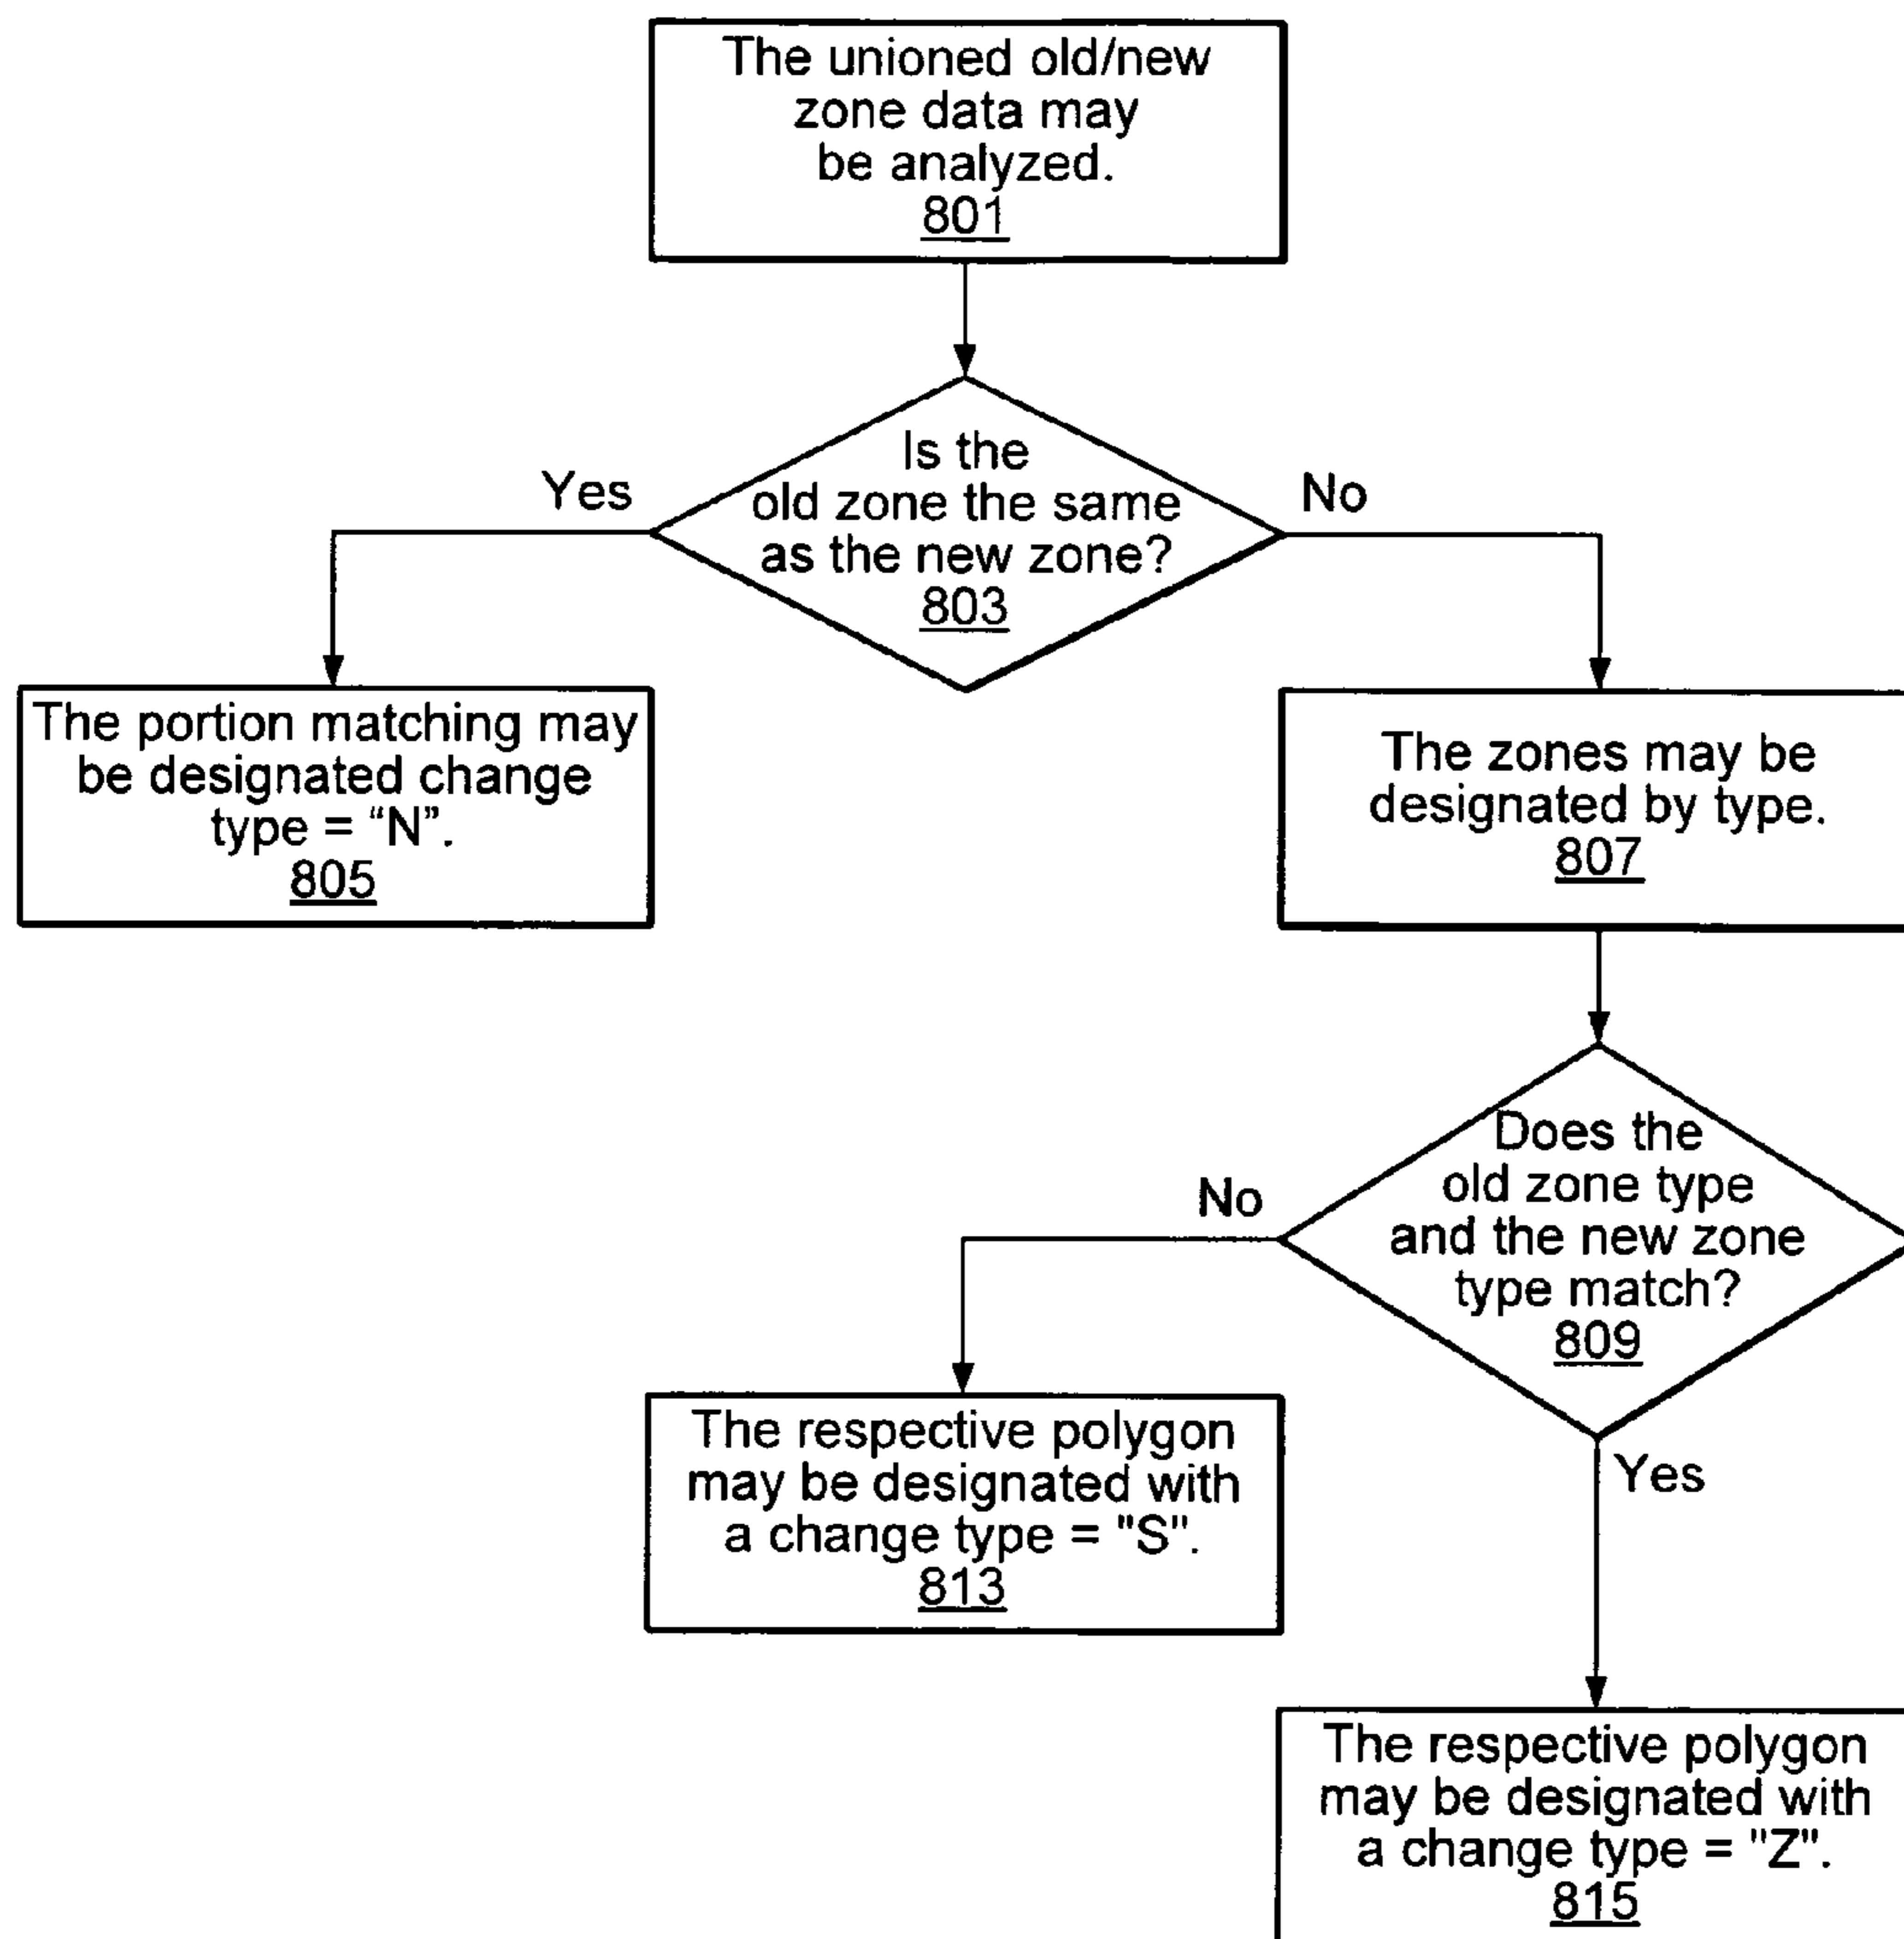 The unioned old/new
zone data may
be analyzed.
801
Is the
old zone the same
as the new zone?
803
Yes
No
The portion matching may
be designated change
type = “N”.
805
The zones may be
designated by type.
807
Does the
old zone type
and the new zone
type match?
809
No
Yes
The respective polygon
may be designated with
a change type = "S".
813
The respective polygon
may be designated with
a change type = "Z".
815